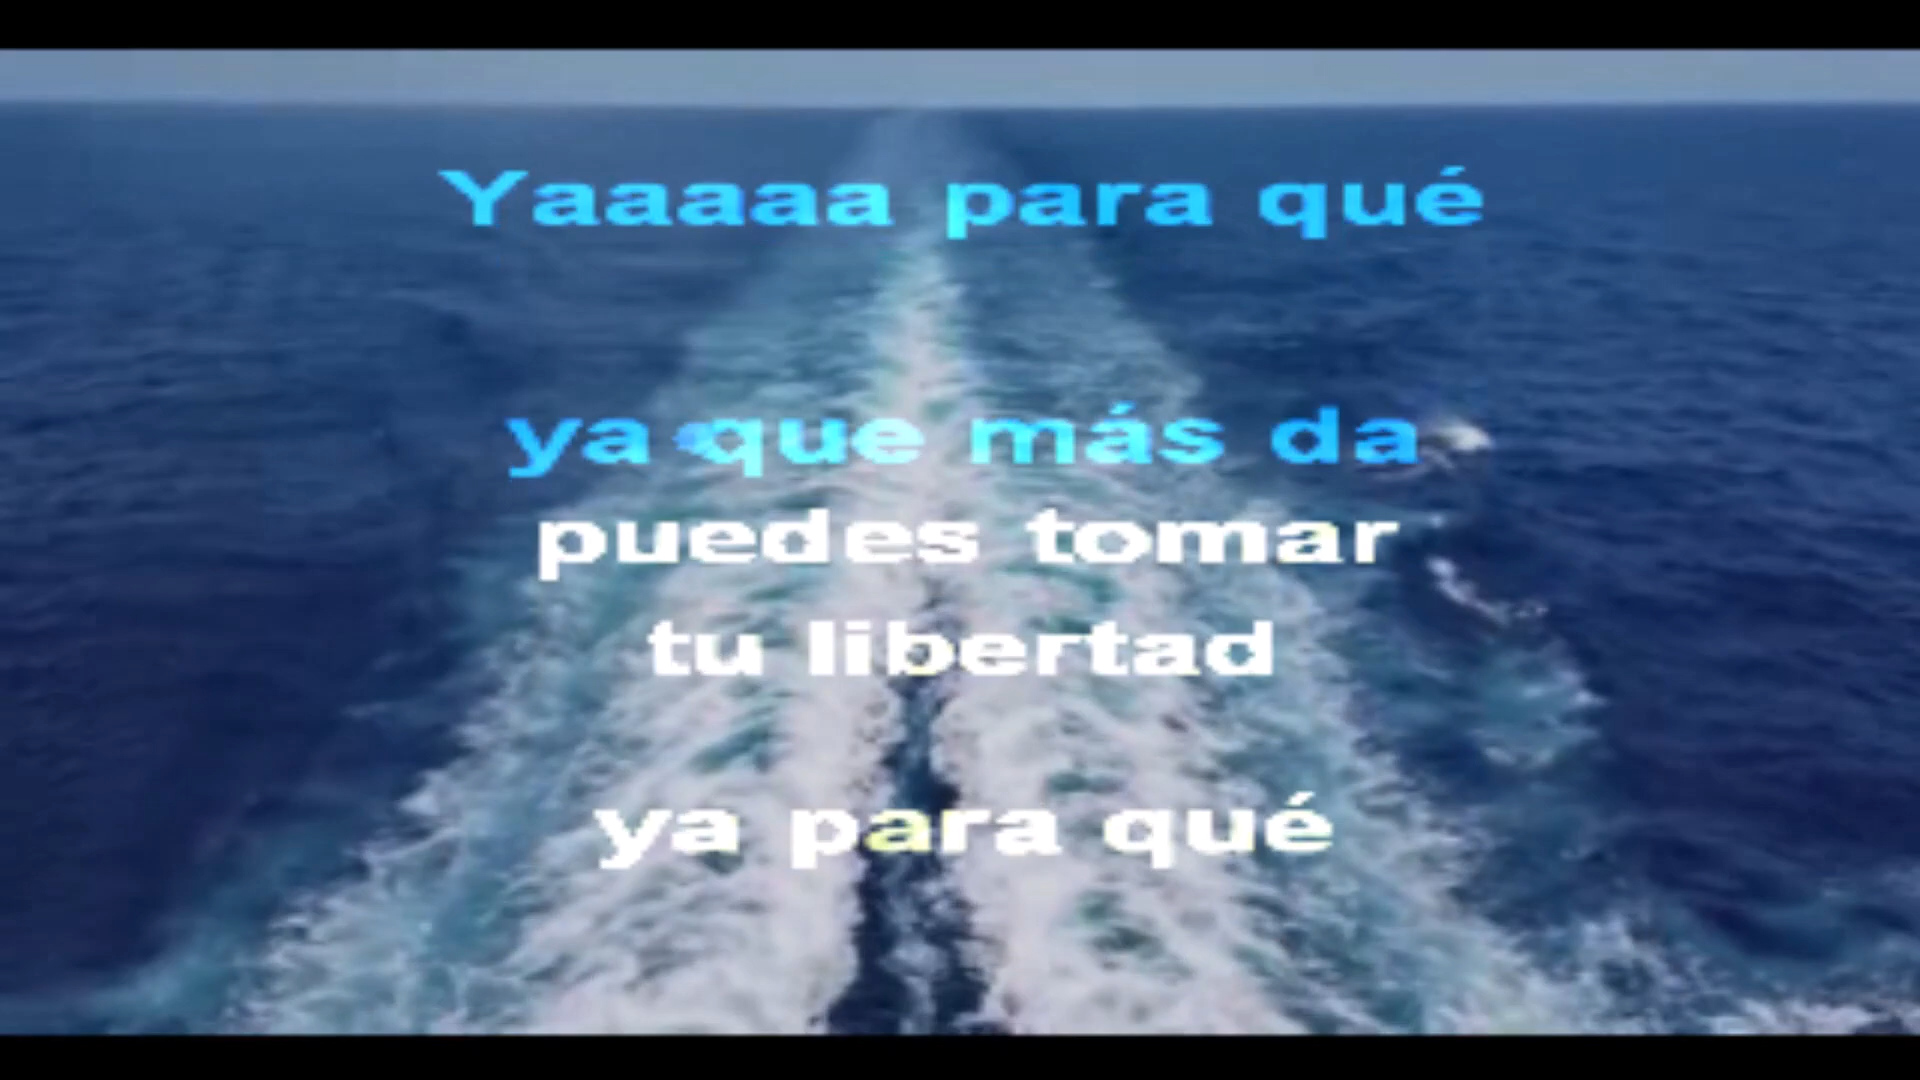 Yaaaaa para qué
ya que más da
puedes tomar
tu libertad
ya para qué